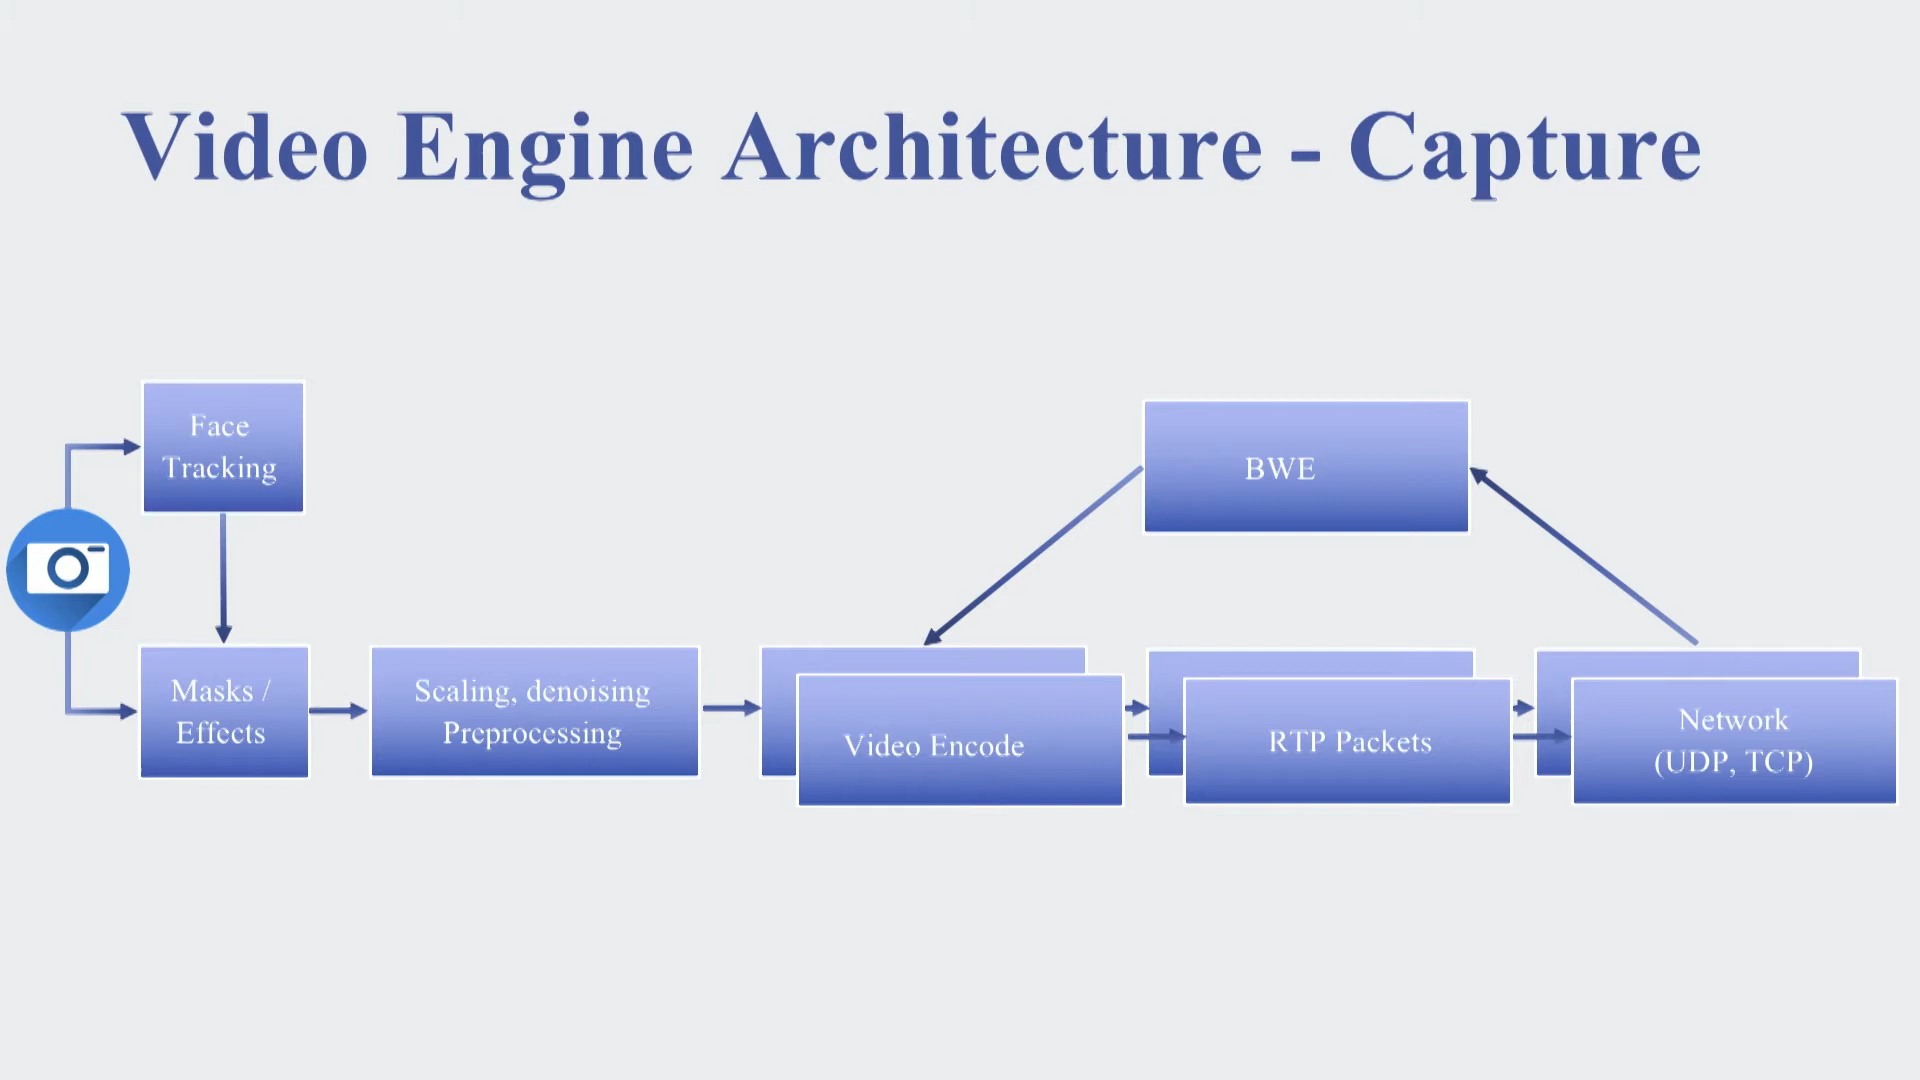 Video Engine Architecture - Capture
Face
Tracking
BWE
Masks /
Effects
Scaling, denoising
Preprocessing
Video Encode
RTP Packets
Network
(UDP, TCP)